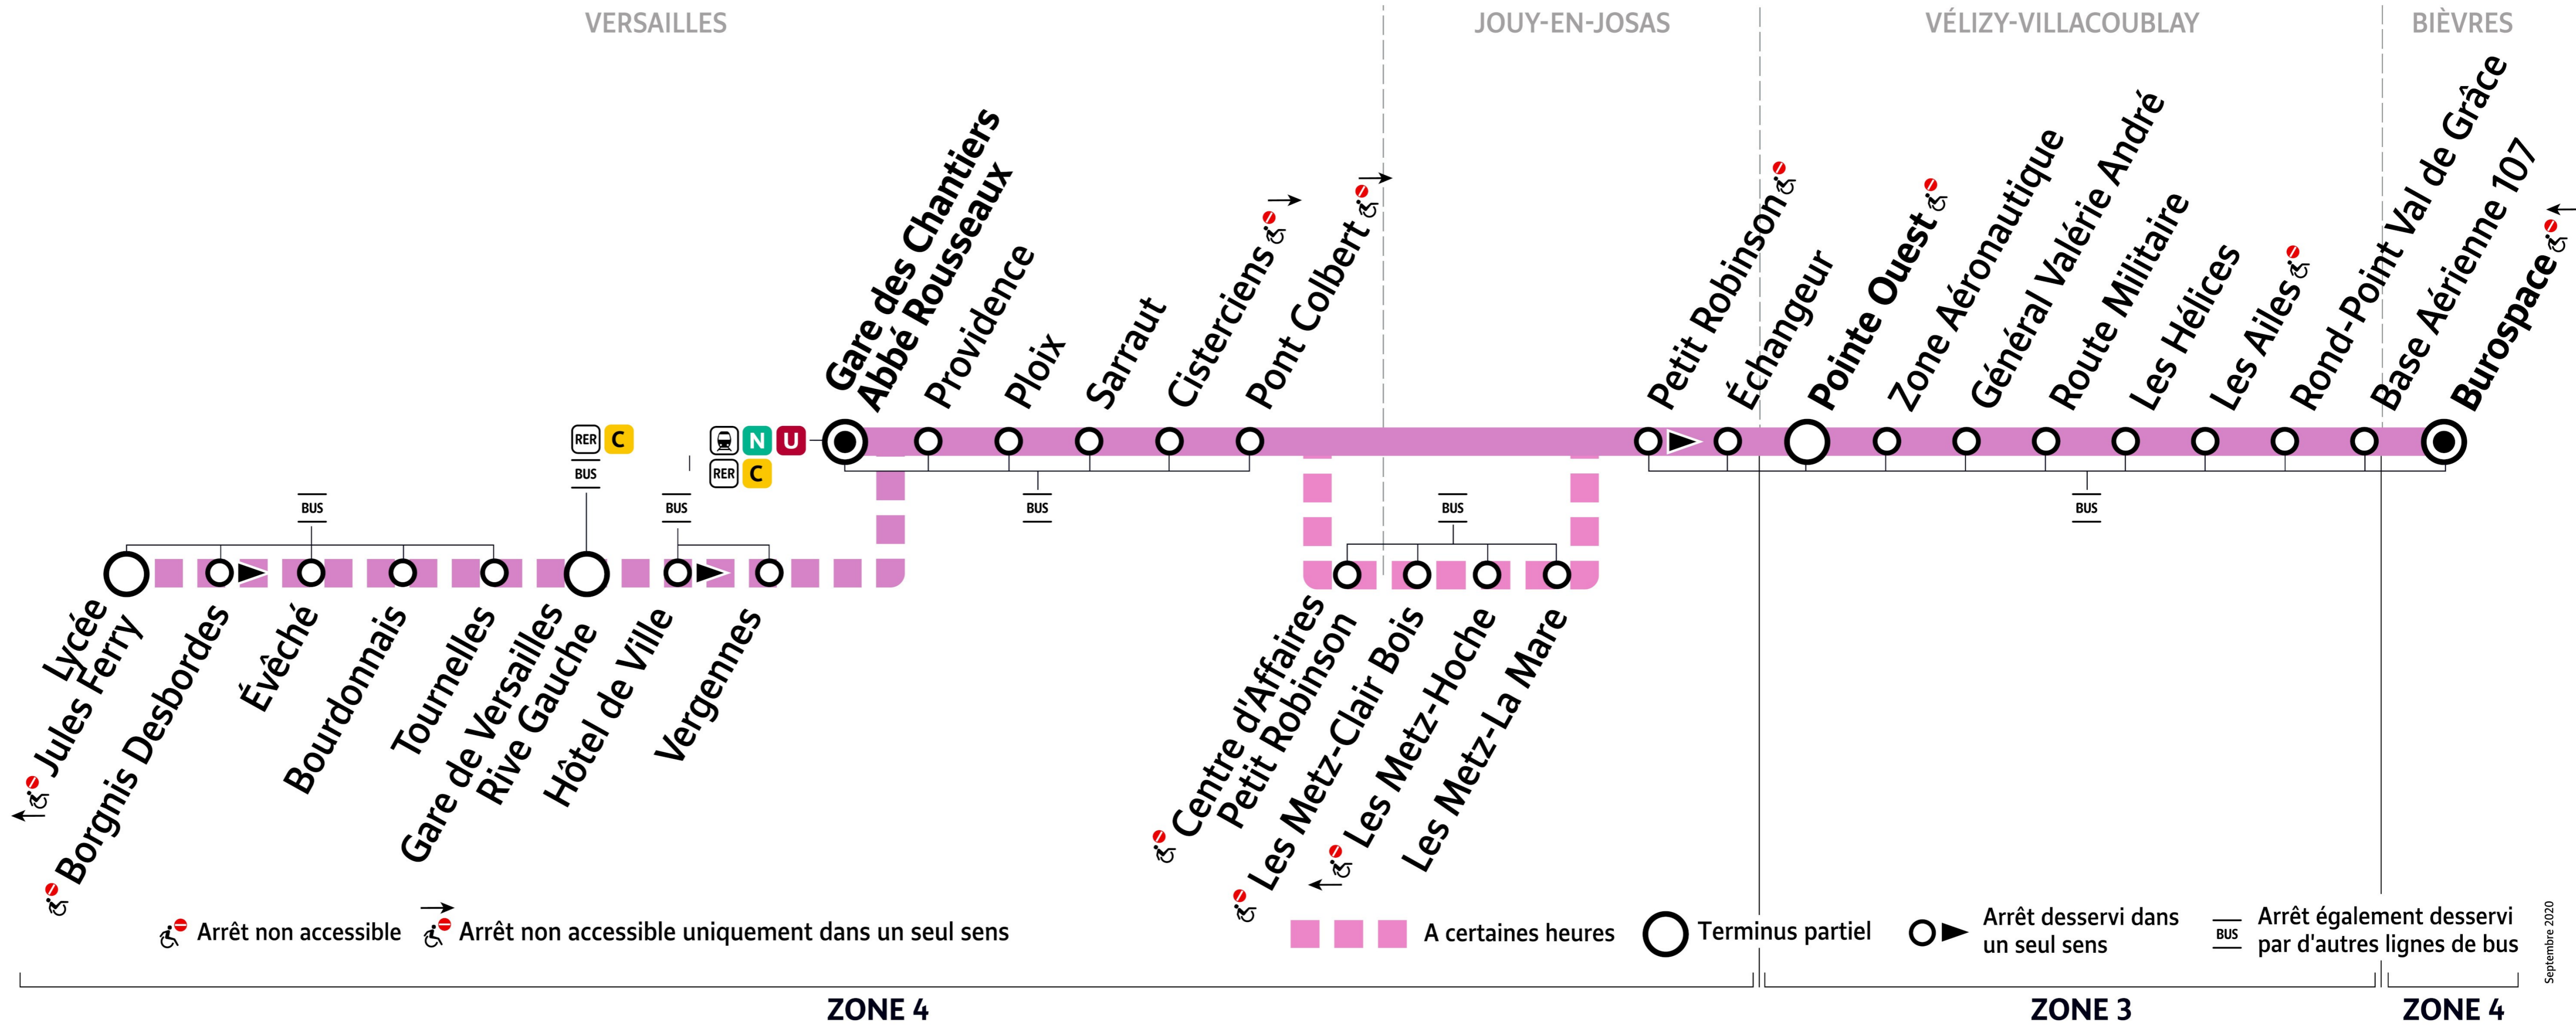 VERSAILLES
JOUY-EN-JOSAS
VÉLIZY-VILLACOUBLAY
BIÈVRES
Gare des Chantiers
Abbé Rousseaux
Providence
Ploix
Sarraut
Cisterciens
Pont Colbert
Petit Robinson
Échangeur
Pointe Ouest
Zone Aéronautique
Général Valérie André
Route Militaire
Les Hélices
Les Ailes
Rond-Point Val de Grâce
Base Aérienne 107
Burospace
RER C
BUS
N U
RER C
BUS
BUS
BUS
BUS
BUS
Lycée
Jules Ferry
Borgnis Desbordes
Évêché
Bourdonnais
Tournelles
Gare de Versailles
Rive Gauche
Hôtel de Ville
Vergennes
Centre d'Affaires
Petit Robinson
Les Metz-Clair Bois
Les Metz-Hoche
Les Metz-La Mare
Arrêt non accessible
Arrêt non accessible uniquement dans un seul sens
A certaines heures
Terminus partiel
Arrêt desservi dans
un seul sens
BUS
Arrêt également desservi
par d'autres lignes de bus
Septembre 2020
ZONE 4
ZONE 3
ZONE 4